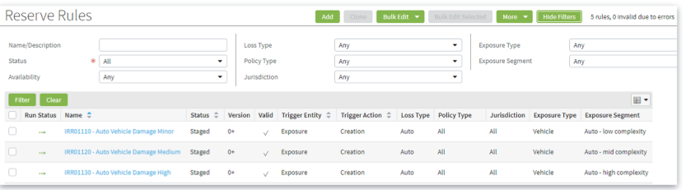 Reserve Rules
Add Clone Bulk Edit Bulk Edit Selected More Hide Filters 5 rules, 0 invalid due to errors
Name/Description Loss Type Any Exposure Type Any
Status * All Policy Type Any Exposure Segment Any
Availability Any Jurisdiction Any
Filter Clear
Run Status Name Status Version Valid Trigger Entity Trigger Action Loss Type Policy Type Jurisdiction Exposure Type Exposure Segment
IRR01110 - Auto Vehicle Damage Minor Staged 0+ Exposure Creation Auto All All Vehicle Auto - low complexity
IRR01120 - Auto Vehicle Damage Medium Staged 0+ Exposure Creation Auto All All Vehicle Auto - mid complexity
IRR01130 - Auto Vehicle Damage High Staged 0+ Exposure Creation Auto All All Vehicle Auto - high complexity